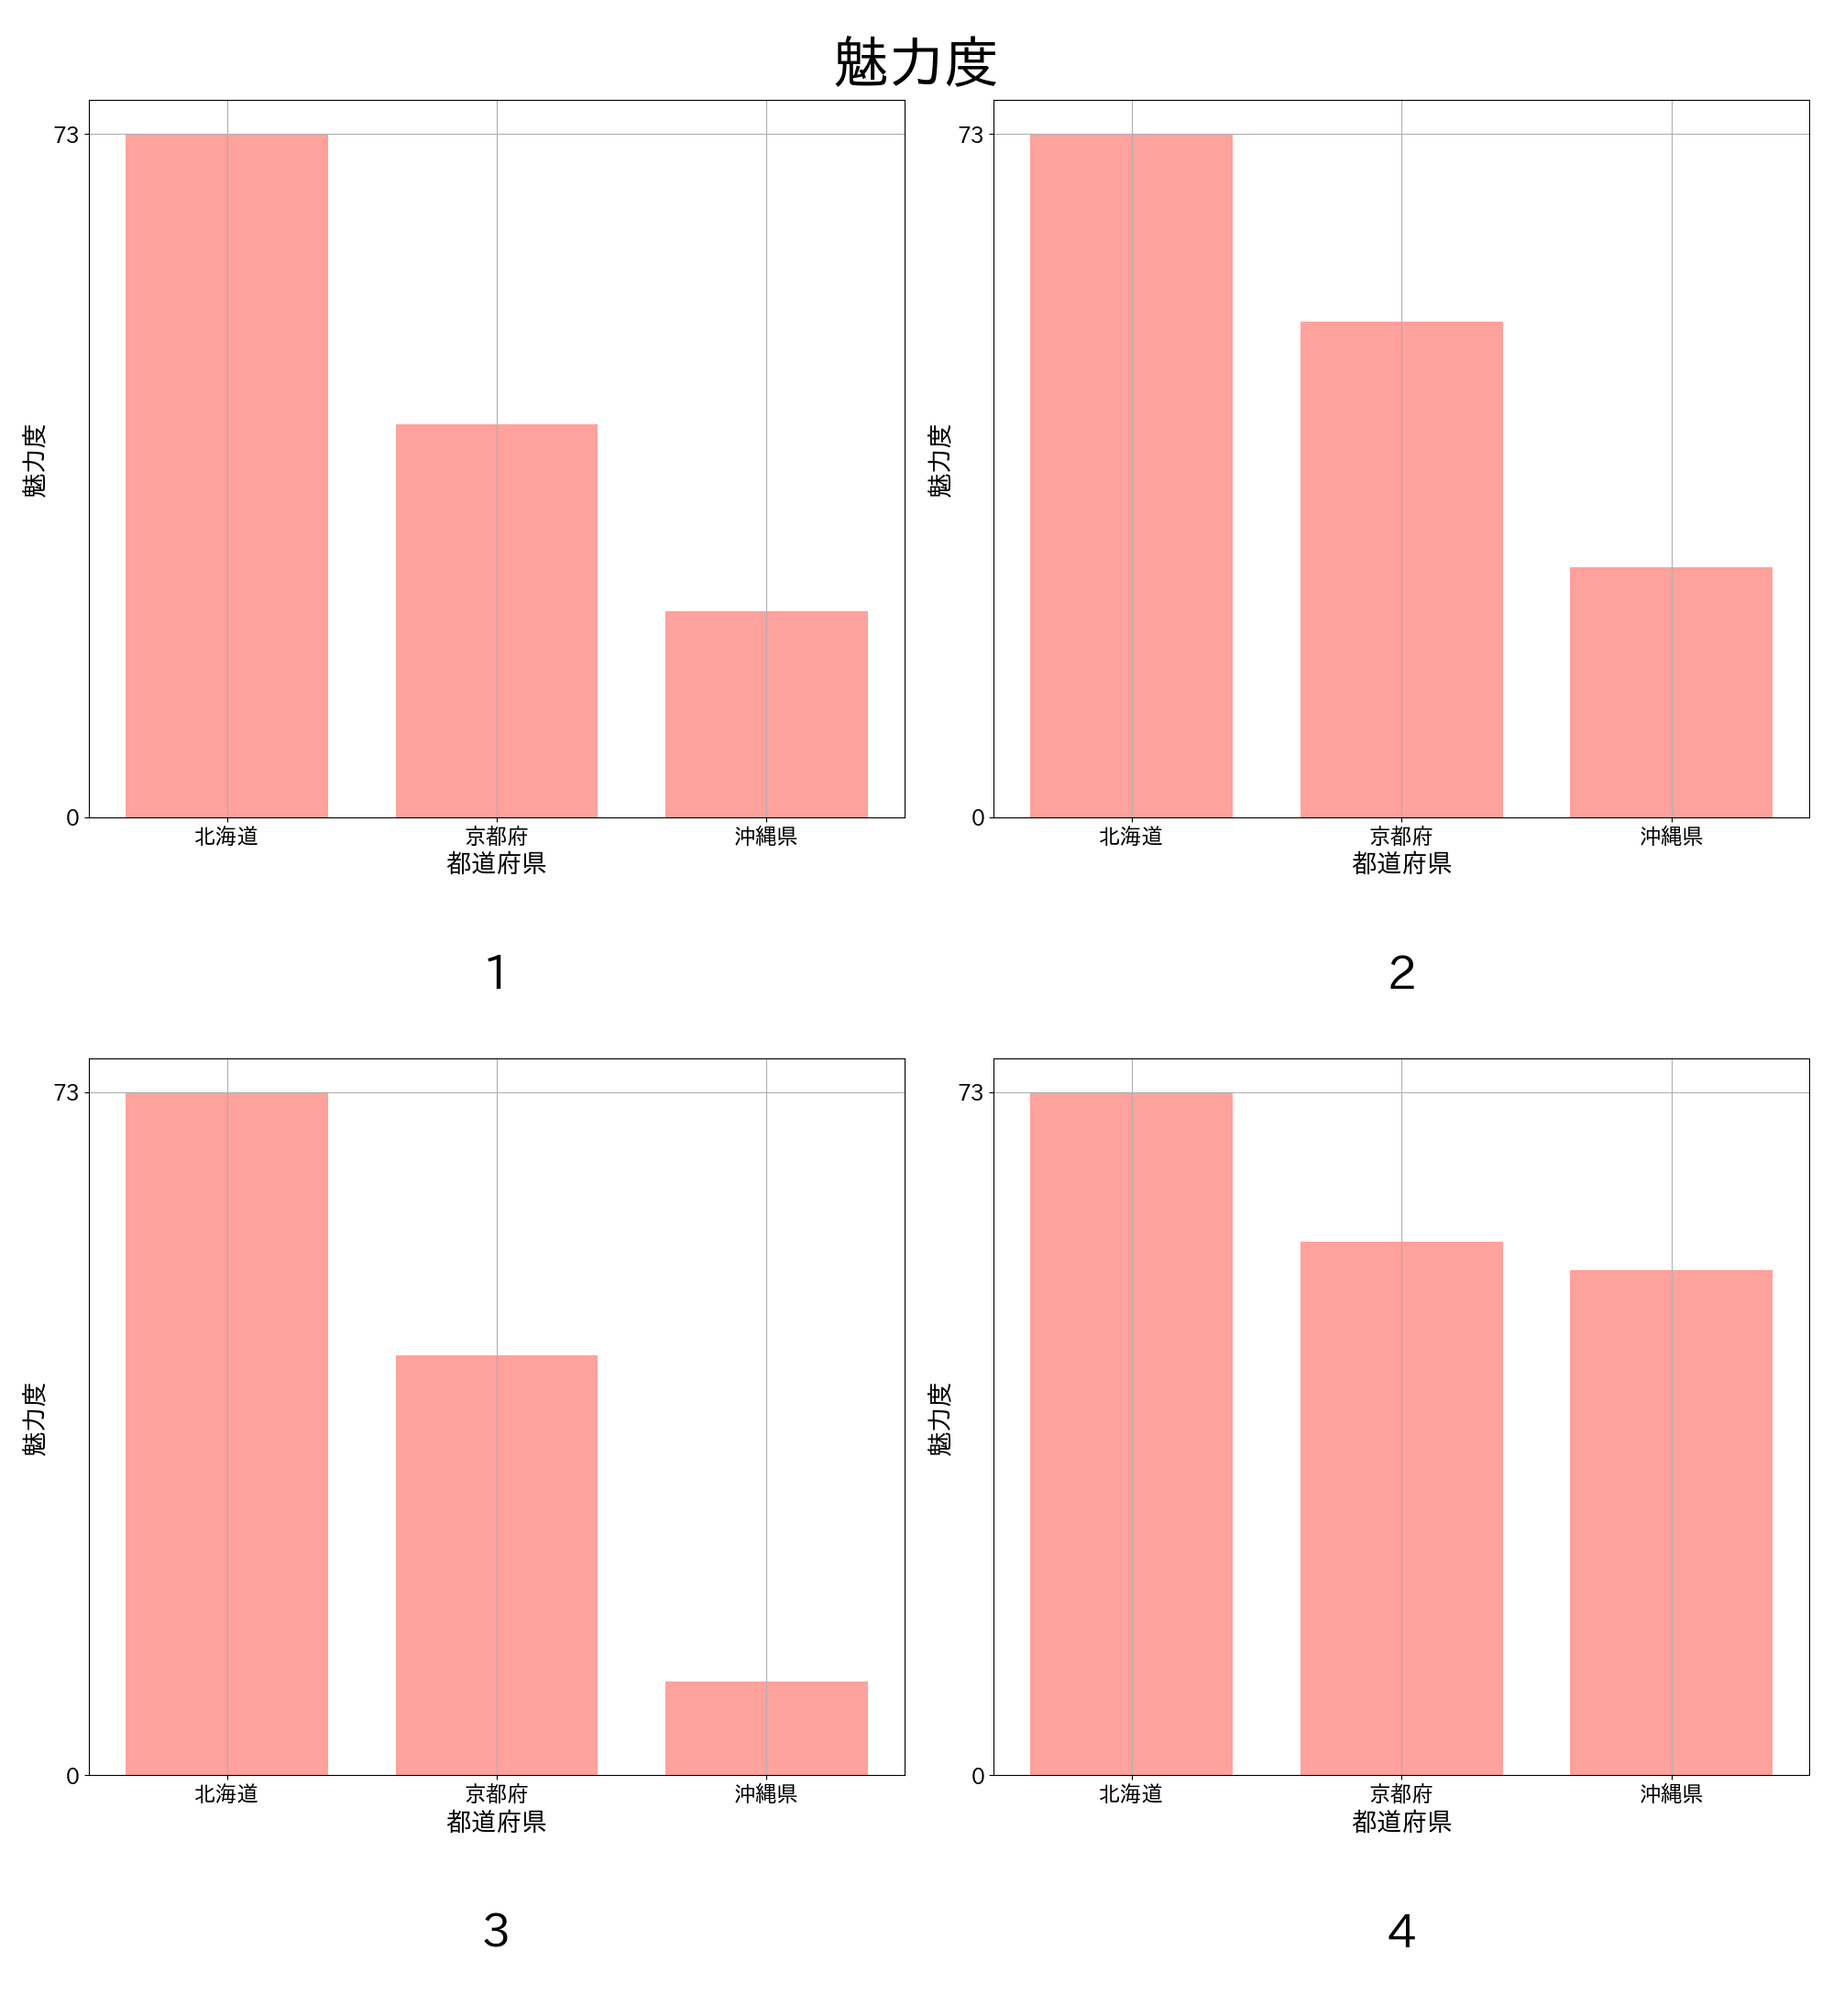 魅力度
73
0
魅力度
北海道 京都府 沖縄県
都道府県
1
73
0
魅力度
北海道 京都府 沖縄県
都道府県
2
73
0
魅力度
北海道 京都府 沖縄県
都道府県
3
73
0
魅力度
北海道 京都府 沖縄県
都道府県
4